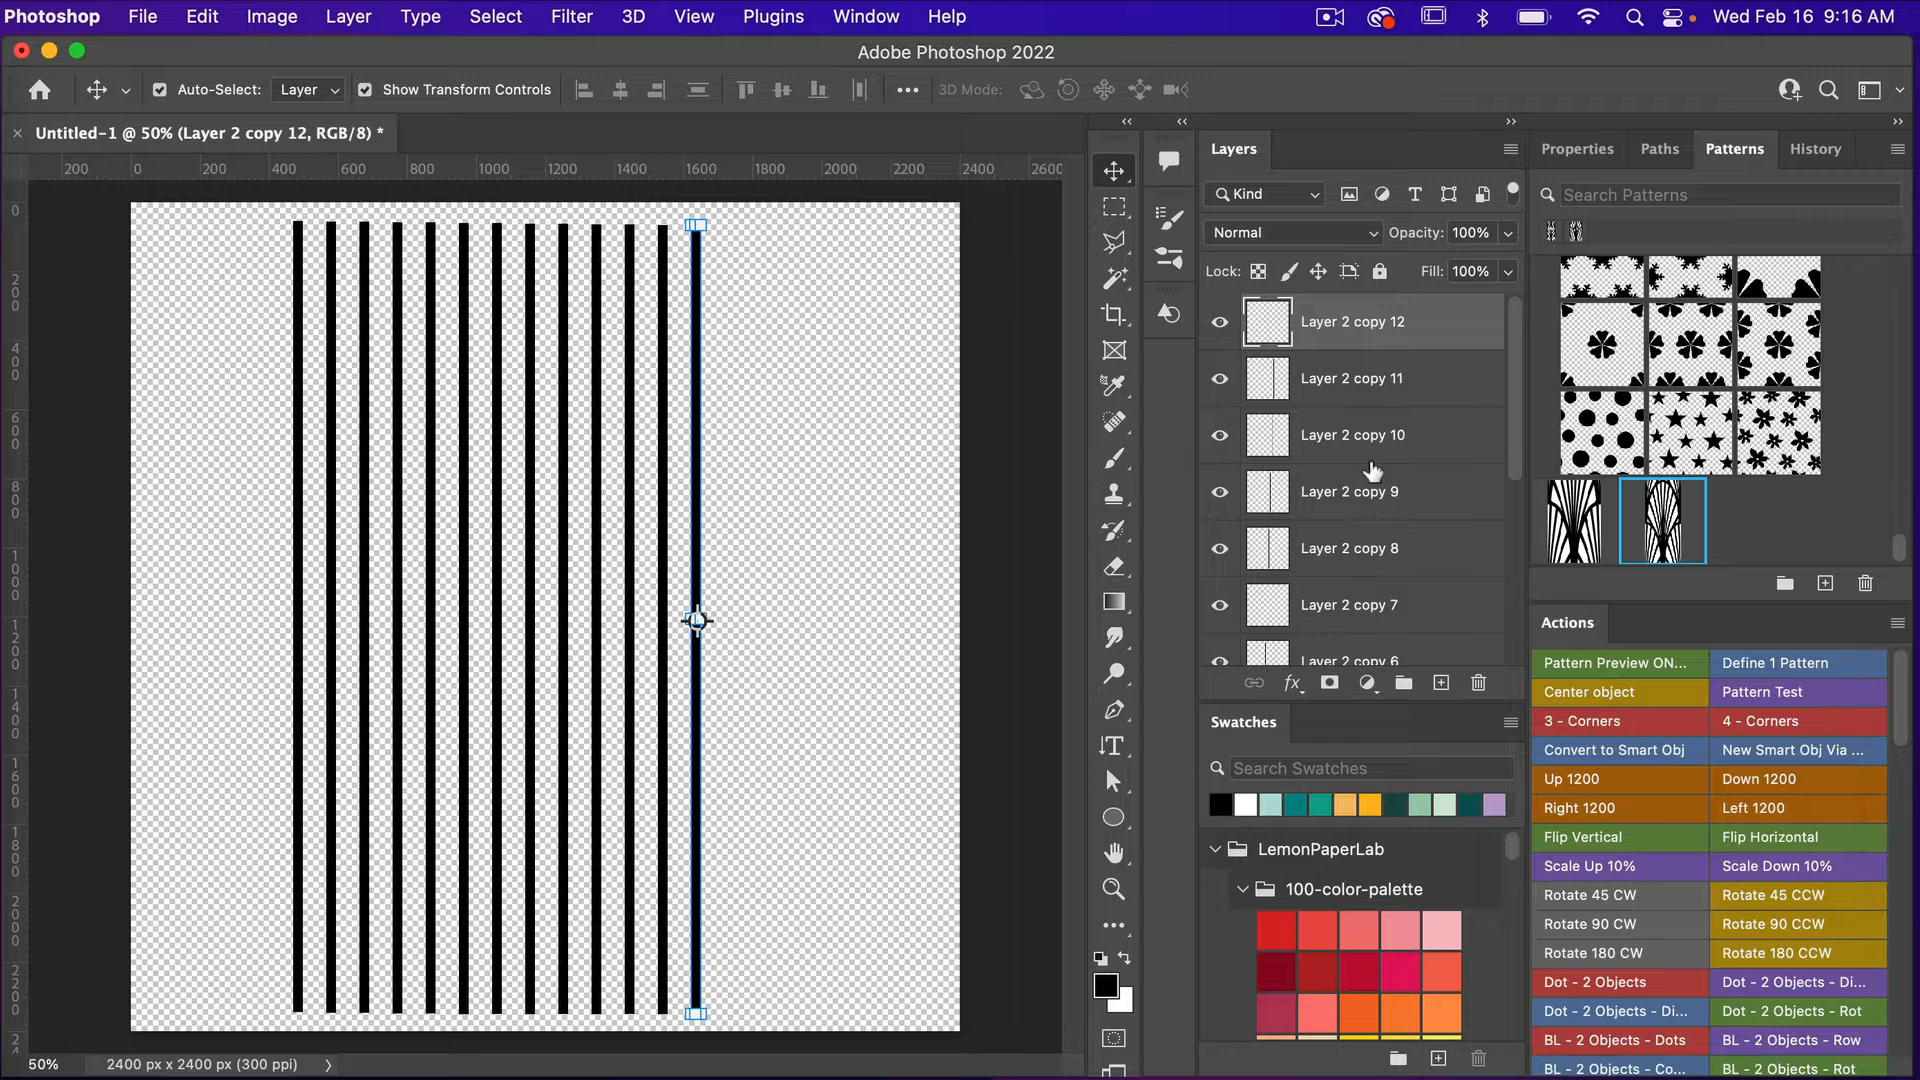 Photoshop File Edit Image Layer Type Select Filter 3D View Plugins Window Help Wed Feb 16 9:16 AM
Adobe Photoshop 2022
Auto-Select: Layer Show Transform Controls 3D Mode:
Untitled-1 @ 50% (Layer 2 copy 12, RGB/8) *
200 0 200 400 600 800 1000 1200 1400 1600 1800 2000 2200 2400 2600
0
200
400
600
800
1000
1200
1400
1600
1800
2000
2200
24
Layers
Kind
Normal Opacity: 100%
Lock: Fill: 100%
Layer 2 copy 12
Layer 2 copy 11
Layer 2 copy 10
Layer 2 copy 9
Layer 2 copy 8
Layer 2 copy 7
Layer 2 copy 6
Swatches
Search Swatches
LemonPaperLab
100-color-palette
Properties Paths Patterns History
Search Patterns
Actions
Pattern Preview ON... Define 1 Pattern
Center object Pattern Test
3 - Corners 4 - Corners
Convert to Smart Obj New Smart Obj Via ...
Up 1200 Down 1200
Right 1200 Left 1200
Flip Vertical Flip Horizontal
Scale Up 10% Scale Down 10%
Rotate 45 CW Rotate 45 CCW
Rotate 90 CW Rotate 90 CCW
Rotate 180 CW Rotate 180 CCW
Dot - 2 Objects Dot - 2 Objects - Di...
Dot - 2 Objects - Di... Dot - 2 Objects - Rot
BL - 2 Objects - Dots BL - 2 Objects - Row
BL - 2 Objects - Co... BL - 2 Objects - Rot
50% 2400 px x 2400 px (300 ppi)